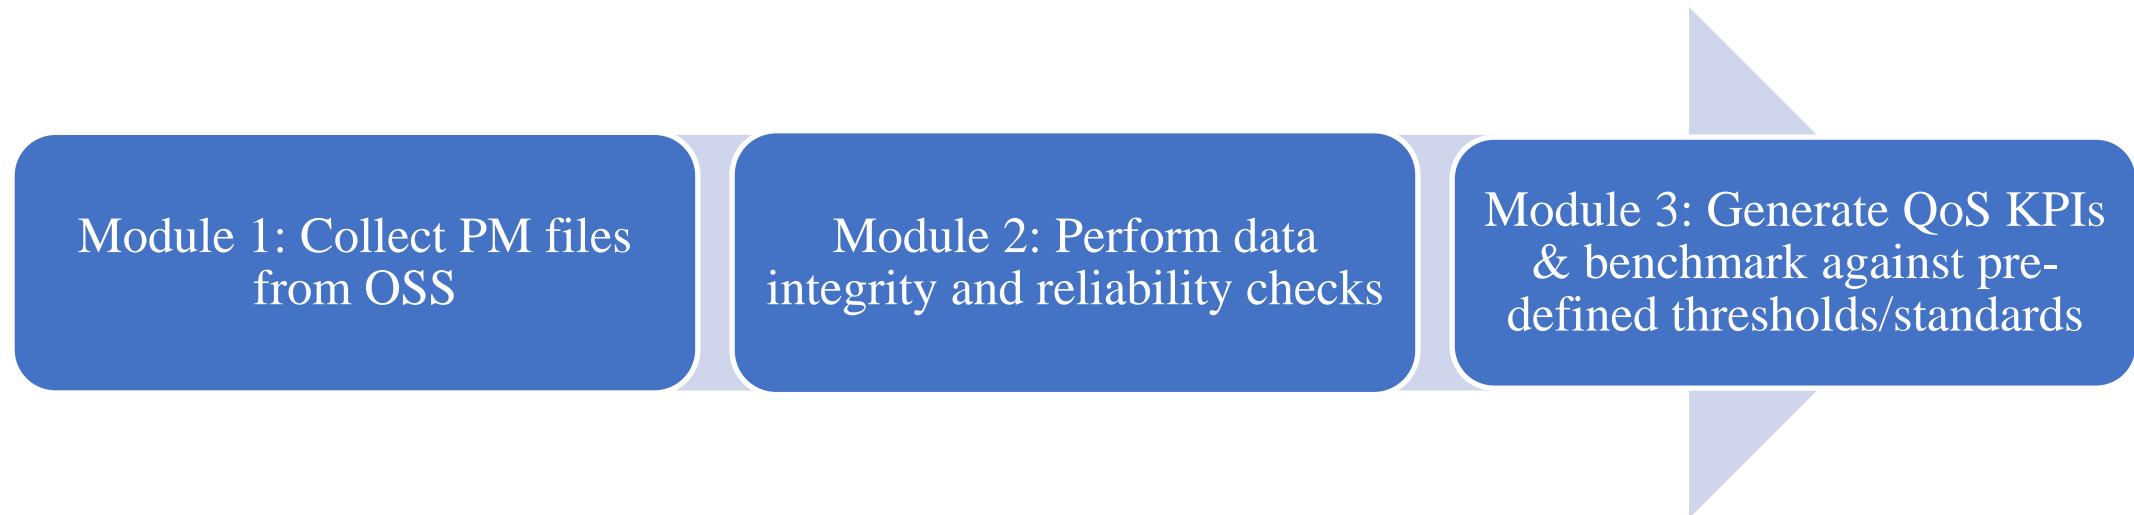 Module 1: Collect PM files
from OSS
Module 2: Perform data
integrity and reliability checks
Module 3: Generate QoS KPIs
& benchmark against pre-
defined thresholds/standards